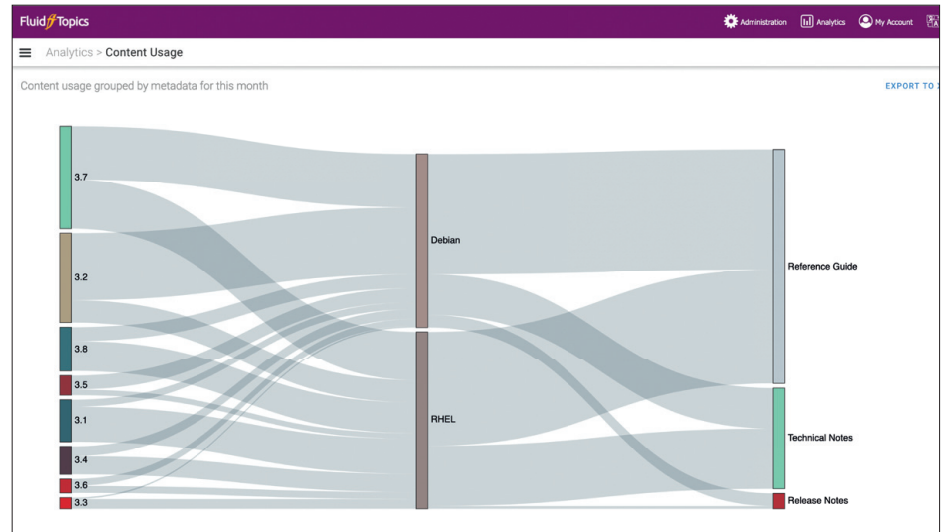 Fluid Topics
Administration
Analytics
My Account
Analytics > Content Usage
Content usage grouped by metadata for this month
EXPORT TO
3.7
3.2
3.8
3.5
3.1
3.4
3.6
3.3
Debian
RHEL
Reference Guide
Technical Notes
Release Notes